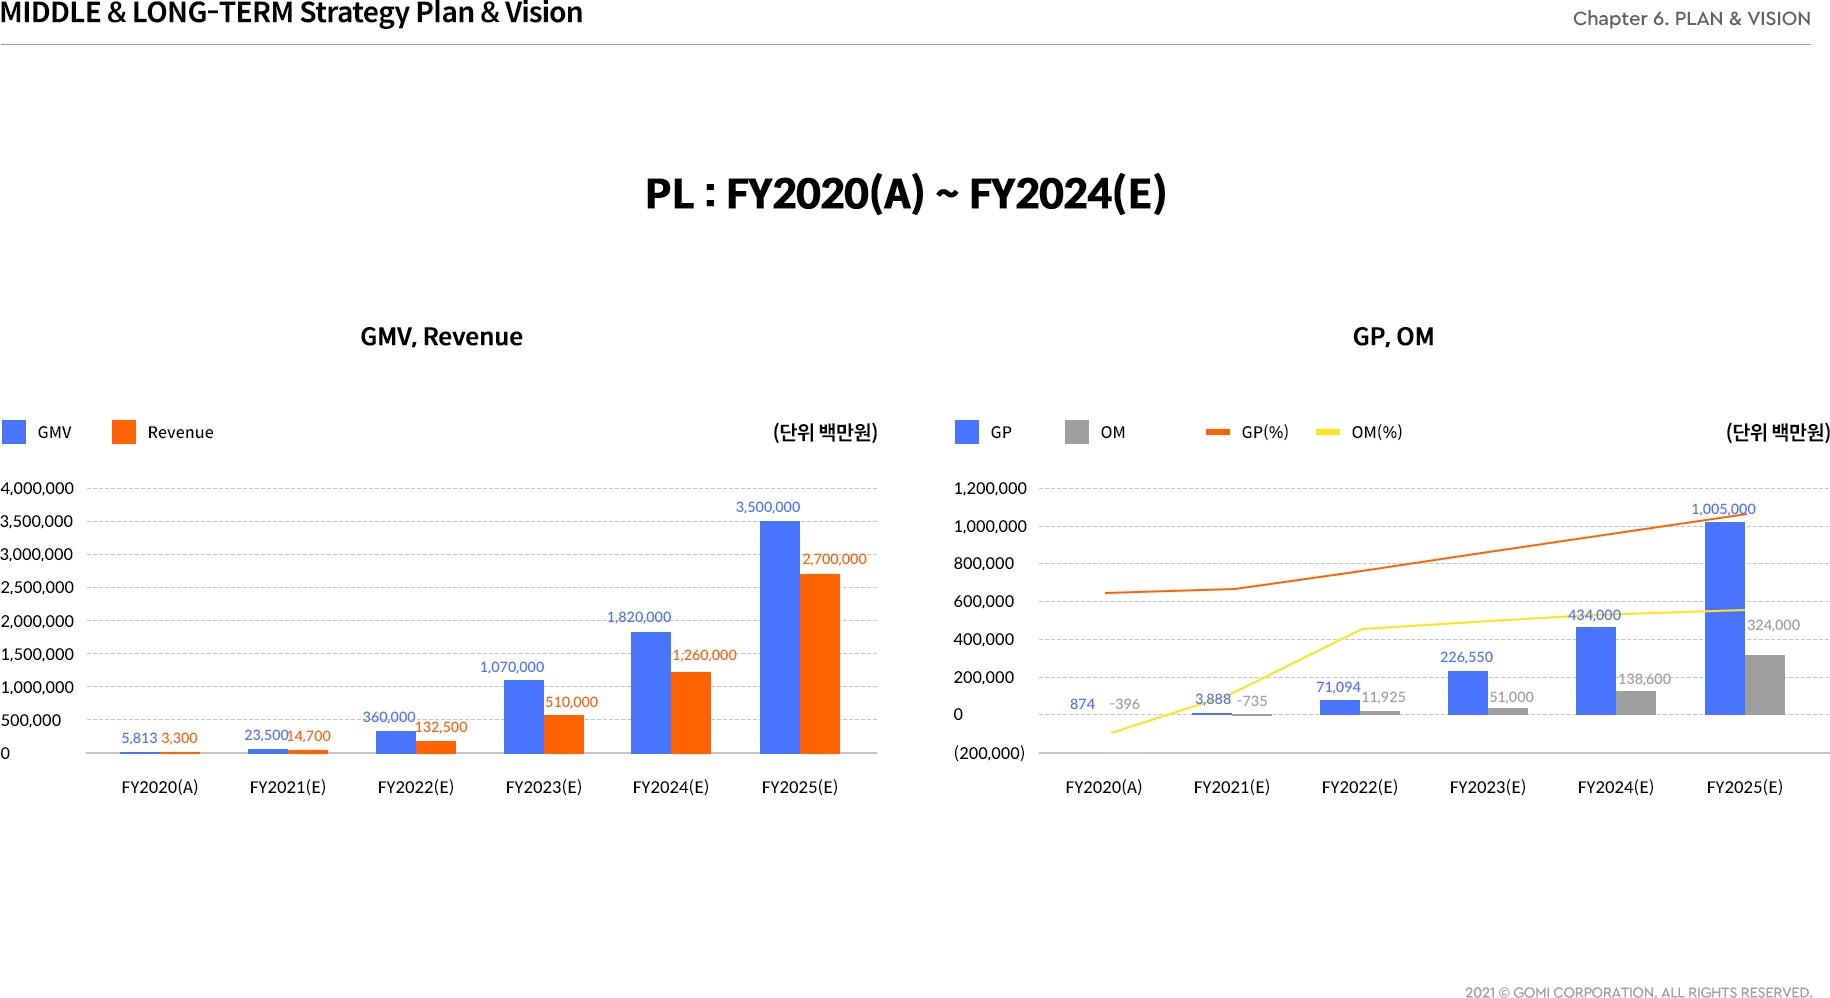 MIDDLE & LONG-TERM Strategy Plan & Vision
Chapter 6. PLAN & VISION
PL : FY2020(A) ~ FY2024(E)
GMV, Revenue
GMV Revenue (단위 백만원)
4,000,000
3,500,000
3,000,000
2,500,000
2,000,000
1,500,000
1,000,000
500,000
0
5,813 3,300
23,500 14,700
360,000 132,500
1,070,000 510,000
1,820,000 1,260,000
3,500,000 2,700,000
FY2020(A) FY2021(E) FY2022(E) FY2023(E) FY2024(E) FY2025(E)
GP, OM
GP OM GP(%) OM(%) (단위 백만원)
1,200,000
1,000,000
800,000
600,000
400,000
200,000
0
(200,000)
874 -396
3,888 -735
71,094 11,925
226,550 51,000
434,000 138,600
1,005,000 324,000
FY2020(A) FY2021(E) FY2022(E) FY2023(E) FY2024(E) FY2025(E)
2021 © GOMI CORPORATION. ALL RIGHTS RESERVED.